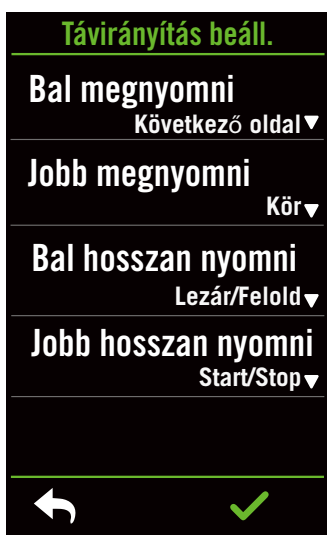 Távirányítás beáll.
Bal megnyomni
Következő oldal
Jobb megnyomni
Kör
Bal hosszan nyomni
Lezár/Felold
Jobb hosszan nyomni
Start/Stop